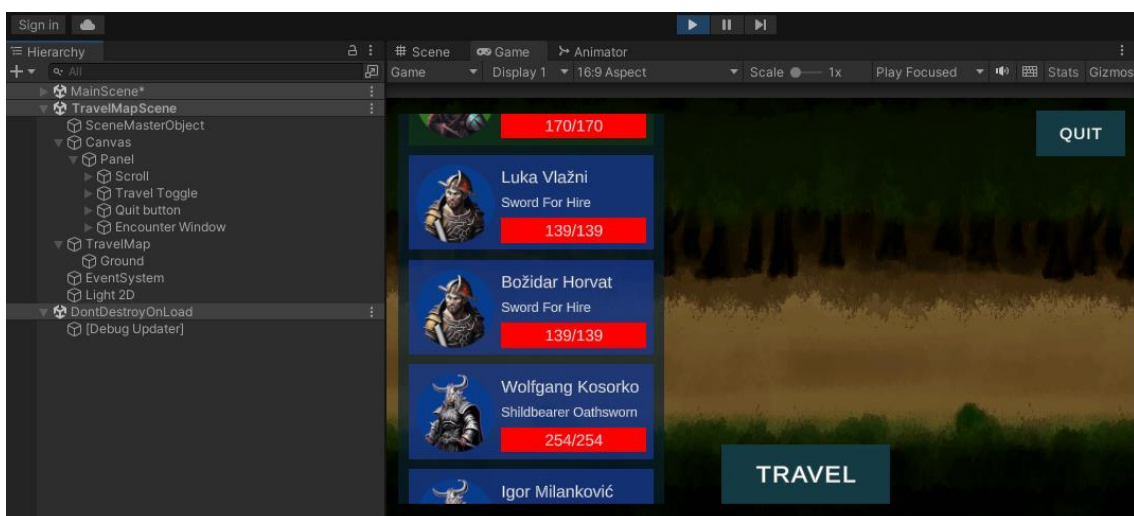 Sign in
Hierarchy
All
MainScene*
TravelMapScene
SceneMasterObject
Canvas
Panel
Scroll
Travel Toggle
Quit button
Encounter Window
TravelMap
Ground
EventSystem
Light 2D
DontDestroyOnLoad
[Debug Updater]
# Scene Game Animator
Game Display 1 16:9 Aspect Scale 1x Play Focused Stats Gizmos
170/170
QUIT
Luka Vlažni
Sword For Hire
139/139
Božidar Horvat
Sword For Hire
139/139
Wolfgang Kosorko
Shildbearer Oathsworn
254/254
Igor Milanković
TRAVEL